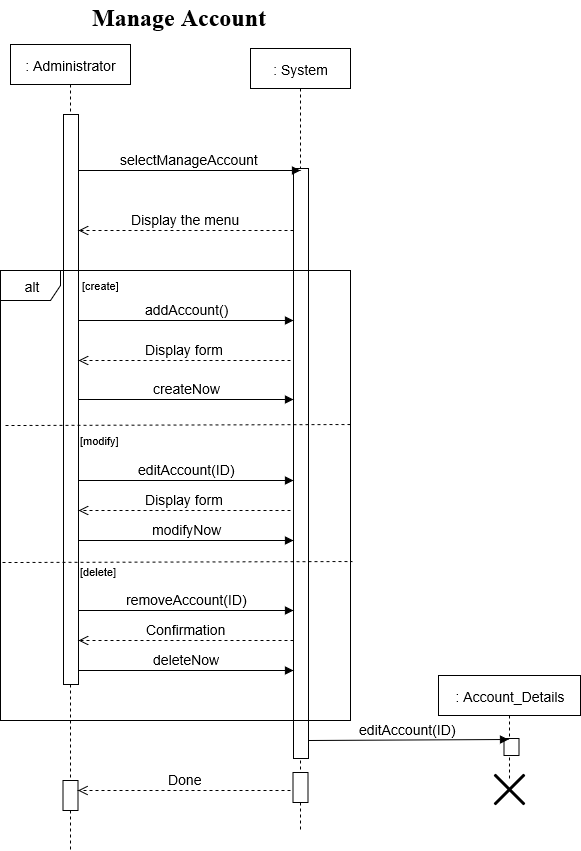 Manage Account
: Administrator
: System
selectManageAccount
Display the menu
alt
[create]
addAccount()
Display form
createNow
[modify]
editAccount(ID)
Display form
modifyNow
[delete]
removeAccount(ID)
Confirmation
deleteNow
: Account_Details
editAccount(ID)
Done